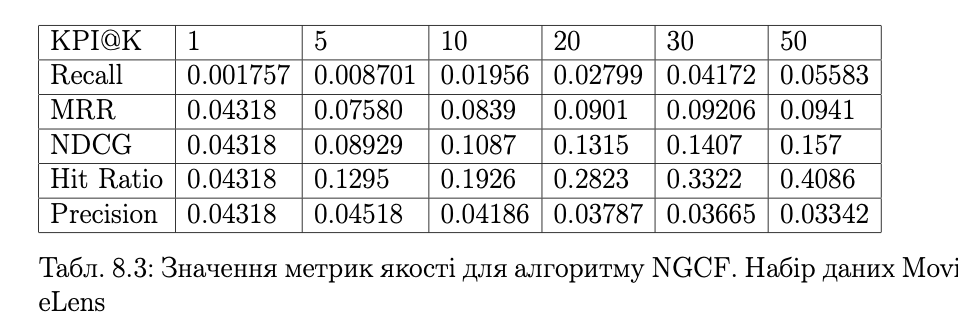 KPI@K 1 5 10 20 30 50
Recall 0.001757 0.008701 0.01956 0.02799 0.04172 0.05583
MRR 0.04318 0.07580 0.0839 0.0901 0.09206 0.0941
NDCG 0.04318 0.08929 0.1087 0.1315 0.1407 0.157
Hit Ratio 0.04318 0.1295 0.1926 0.2823 0.3322 0.4086
Precision 0.04318 0.04518 0.04186 0.03787 0.03665 0.03342
Табл. 8.3: Значення метрик якості для алгоритму NGCF. Набір даних Movi
eLens